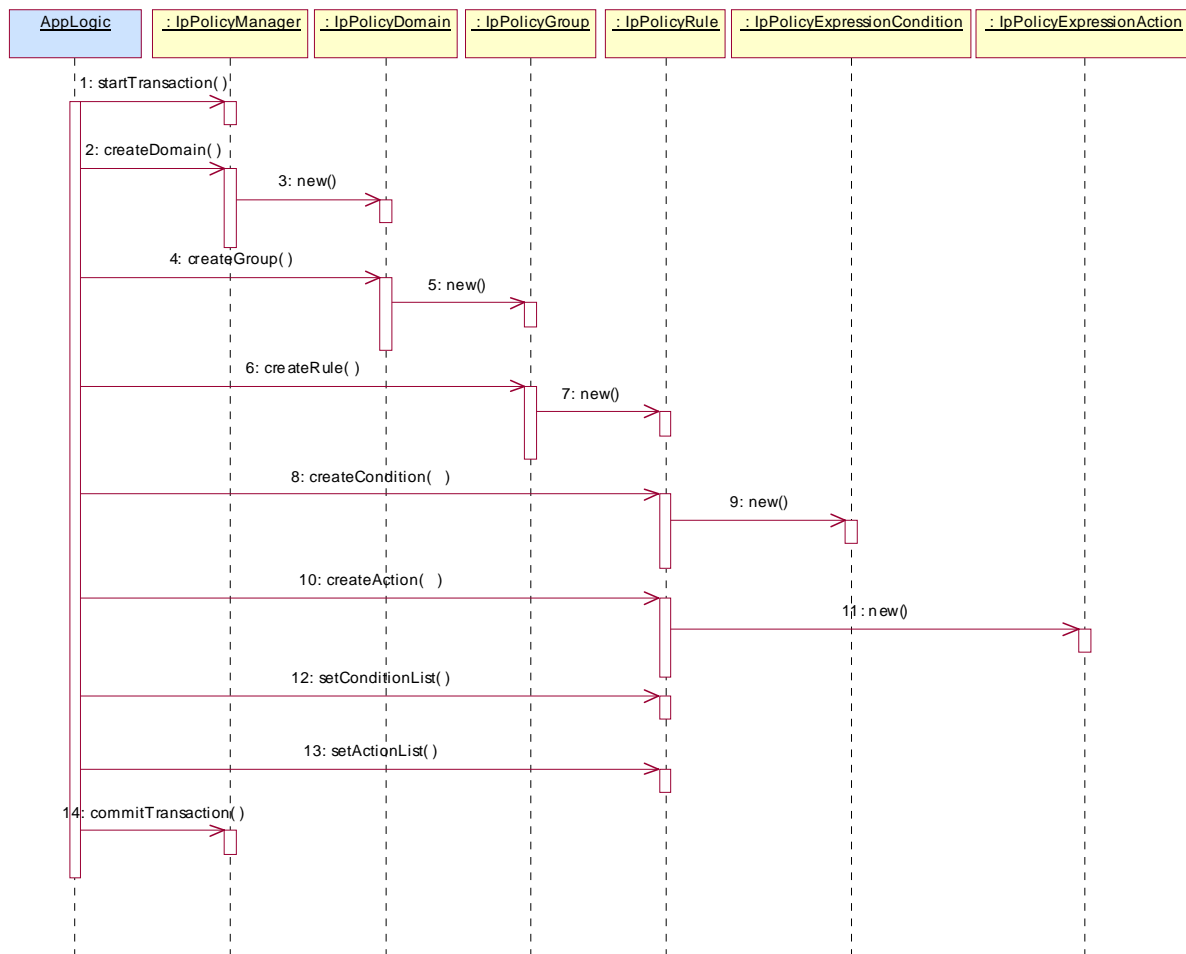 AppLogic
: IpPolicyManager
: IpPolicyDomain
: IpPolicyGroup
: IpPolicyRule
: IpPolicyExpressionCondition
: IpPolicyExpressionAction
1: startTransaction( )
2: createDomain( )
3: new()
4: createGroup( )
5: new()
6: createRule( )
7: new()
8: createCondition( )
9: new()
10: createAction( )
11: new()
12: setConditionList( )
13: setActionList( )
14: commitTransaction( )